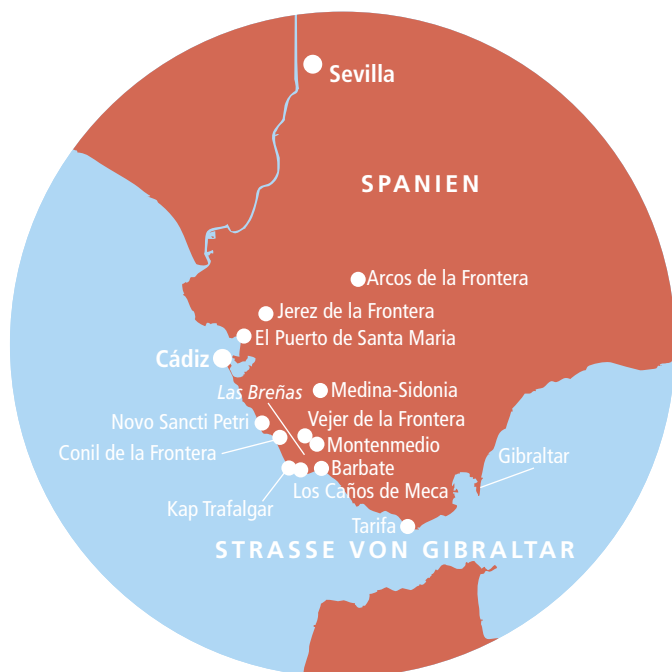 Sevilla
SPANIEN
Arcos de la Frontera
Jerez de la Frontera
El Puerto de Santa Maria
Cádiz
Las Breñas
Medina-Sidonia
Novo Sancti Petri
Vejer de la Frontera
Conil de la Frontera
Montenmedio
Gibraltar
Barbate
Los Caños de Meca
Kap Trafalgar
Tarifa
STRASSE VON GIBRALTAR